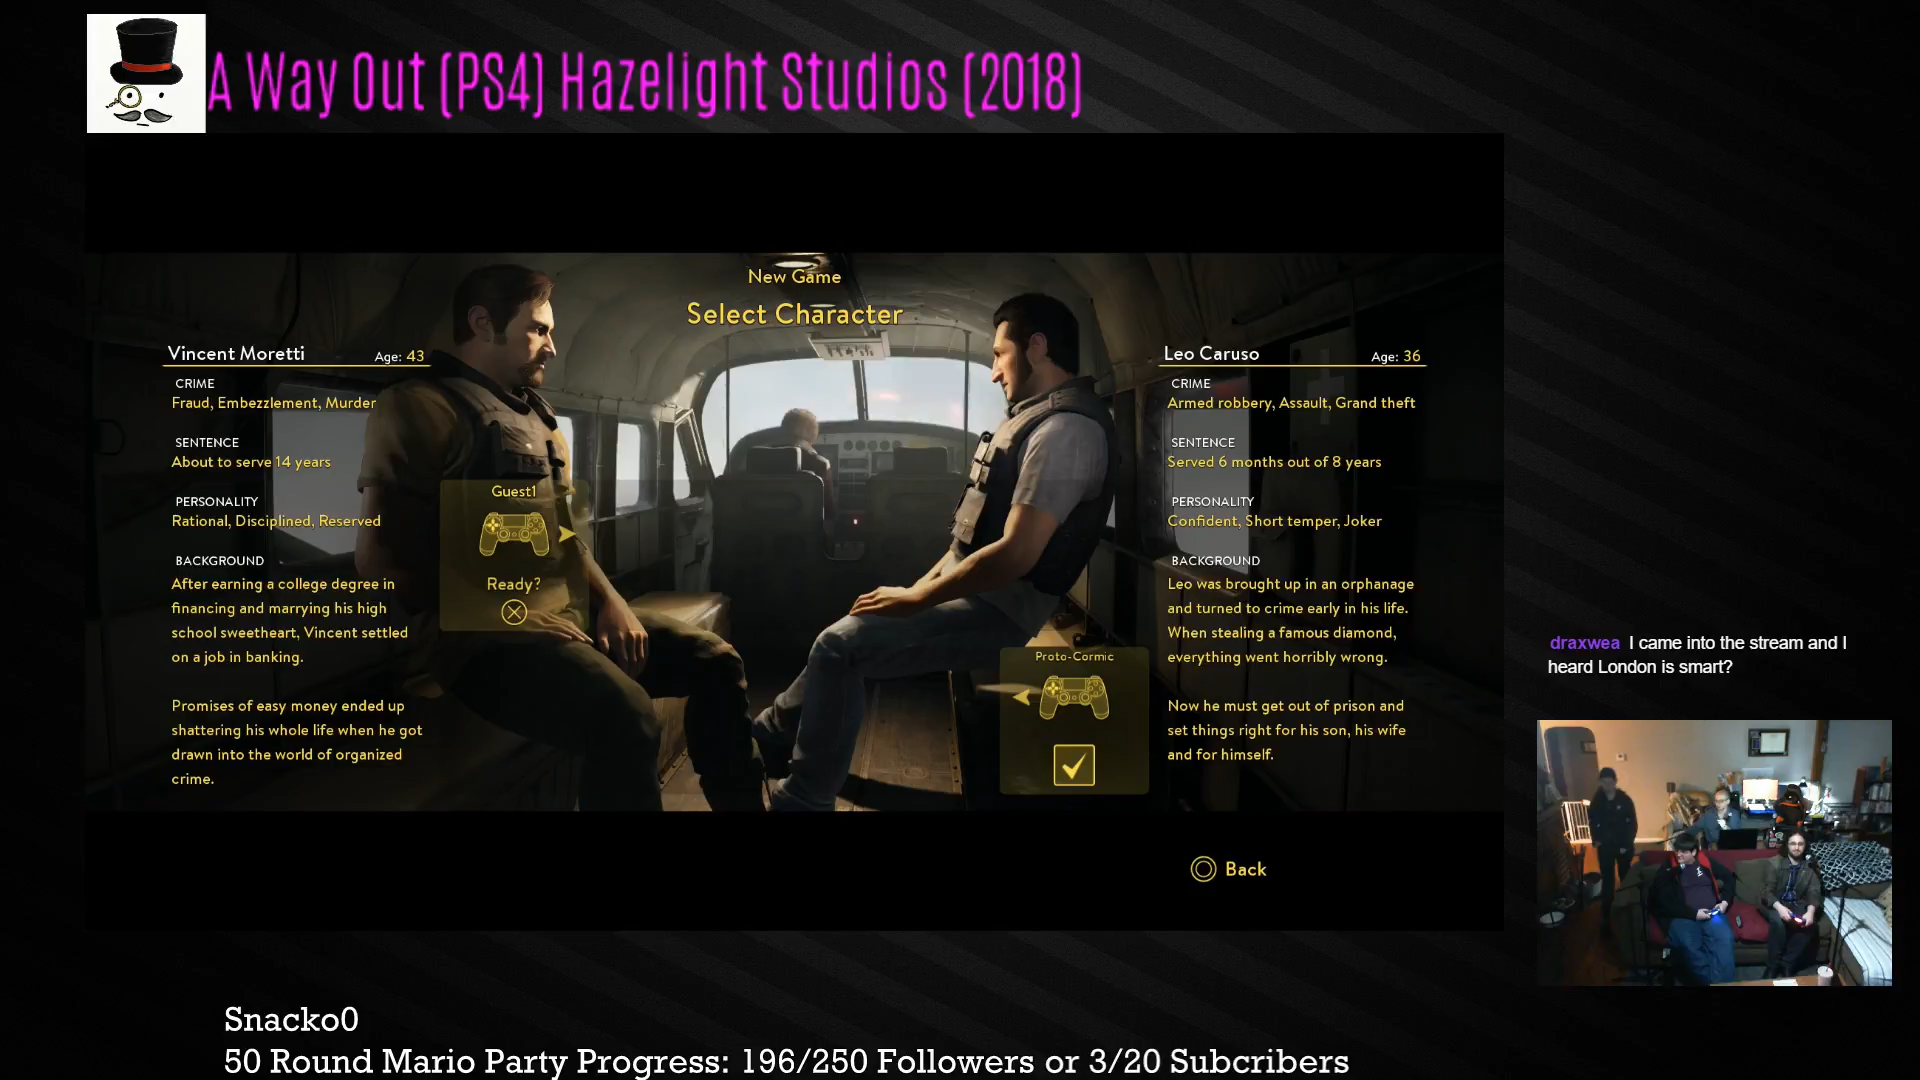 A Way Out (PS4) Hazelight Studios (2018)
New Game
Select Character
Vincent Moretti
Age: 43
CRIME
Fraud, Embezzlement, Murder
SENTENCE
About to serve 14 years
PERSONALITY
Rational, Disciplined, Reserved
BACKGROUND
After earning a college degree in
financing and marrying his high
school sweetheart, Vincent settled
on a job in banking.
Promises of easy money ended up
shattering his whole life when he got
drawn into the world of organized
crime.
Guest1
Ready?
Proto-Cormic
Leo Caruso
Age: 36
CRIME
Armed robbery, Assault, Grand theft
SENTENCE
Served 6 months out of 8 years
PERSONALITY
Confident, Short temper, Joker
BACKGROUND
Leo was brought up in an orphanage
and turned to crime early in his life.
When stealing a famous diamond,
everything went horribly wrong.
Now he must get out of prison and
set things right for his son, his wife
and for himself.
Back
draxwea I came into the stream and I
heard London is smart?
Snacko0
50 Round Mario Party Progress: 196/250 Followers or 3/20 Subcribers